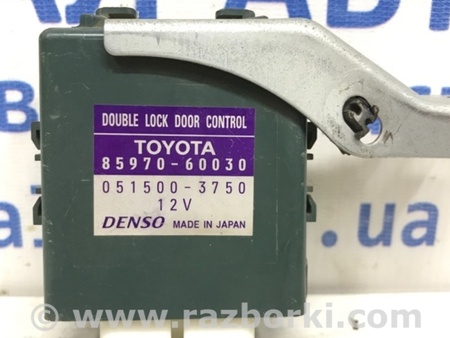 DOUBLE LOCK DOOR CONTROL
TOYOTA
85970-60030
051500-3750
12V
DENSO MADE IN JAPAN
© www.razborki.com